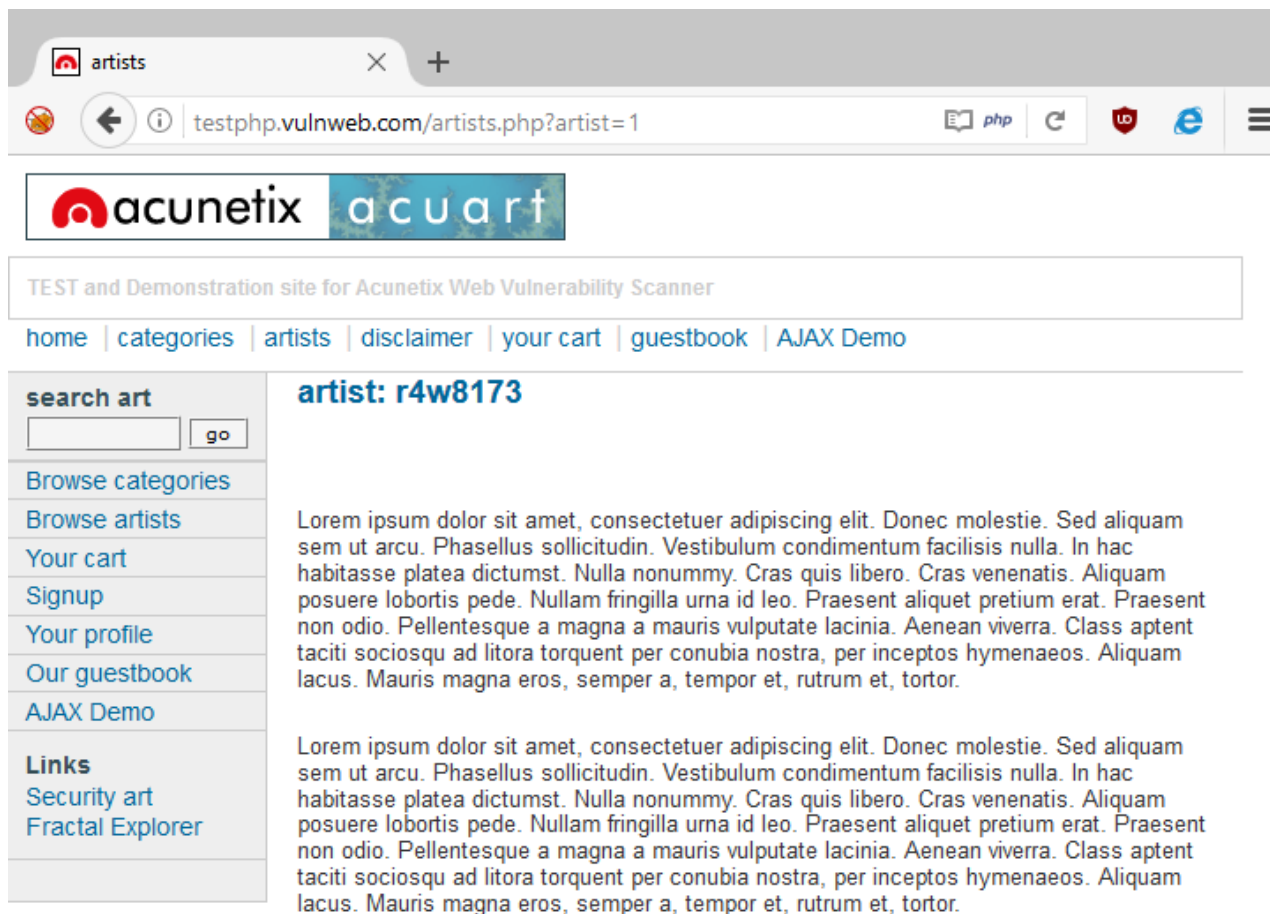 artists
testphp.vulnweb.com/artists.php?artist=1
php
acunetix acuart
TEST and Demonstration site for Acunetix Web Vulnerability Scanner
home | categories | artists | disclaimer | your cart | guestbook | AJAX Demo
search art
go
Browse categories
Browse artists
Your cart
Signup
Your profile
Our guestbook
AJAX Demo
Links
Security art
Fractal Explorer
artist: r4w8173
Lorem ipsum dolor sit amet, consectetuer adipiscing elit. Donec molestie. Sed aliquam
sem ut arcu. Phasellus sollicitudin. Vestibulum condimentum facilisis nulla. In hac
habitasse platea dictumst. Nulla nonummy. Cras quis libero. Cras venenatis. Aliquam
posuere lobortis pede. Nullam fringilla urna id leo. Praesent aliquet pretium erat. Praesent
non odio. Pellentesque a magna a mauris vulputate lacinia. Aenean viverra. Class aptent
taciti sociosqu ad litora torquent per conubia nostra, per inceptos hymenaeos. Aliquam
lacus. Mauris magna eros, semper a, tempor et, rutrum et, tortor.
Lorem ipsum dolor sit amet, consectetuer adipiscing elit. Donec molestie. Sed aliquam
sem ut arcu. Phasellus sollicitudin. Vestibulum condimentum facilisis nulla. In hac
habitasse platea dictumst. Nulla nonummy. Cras quis libero. Cras venenatis. Aliquam
posuere lobortis pede. Nullam fringilla urna id leo. Praesent aliquet pretium erat. Praesent
non odio. Pellentesque a magna a mauris vulputate lacinia. Aenean viverra. Class aptent
taciti sociosqu ad litora torquent per conubia nostra, per inceptos hymenaeos. Aliquam
lacus. Mauris magna eros, semper a, tempor et, rutrum et, tortor.